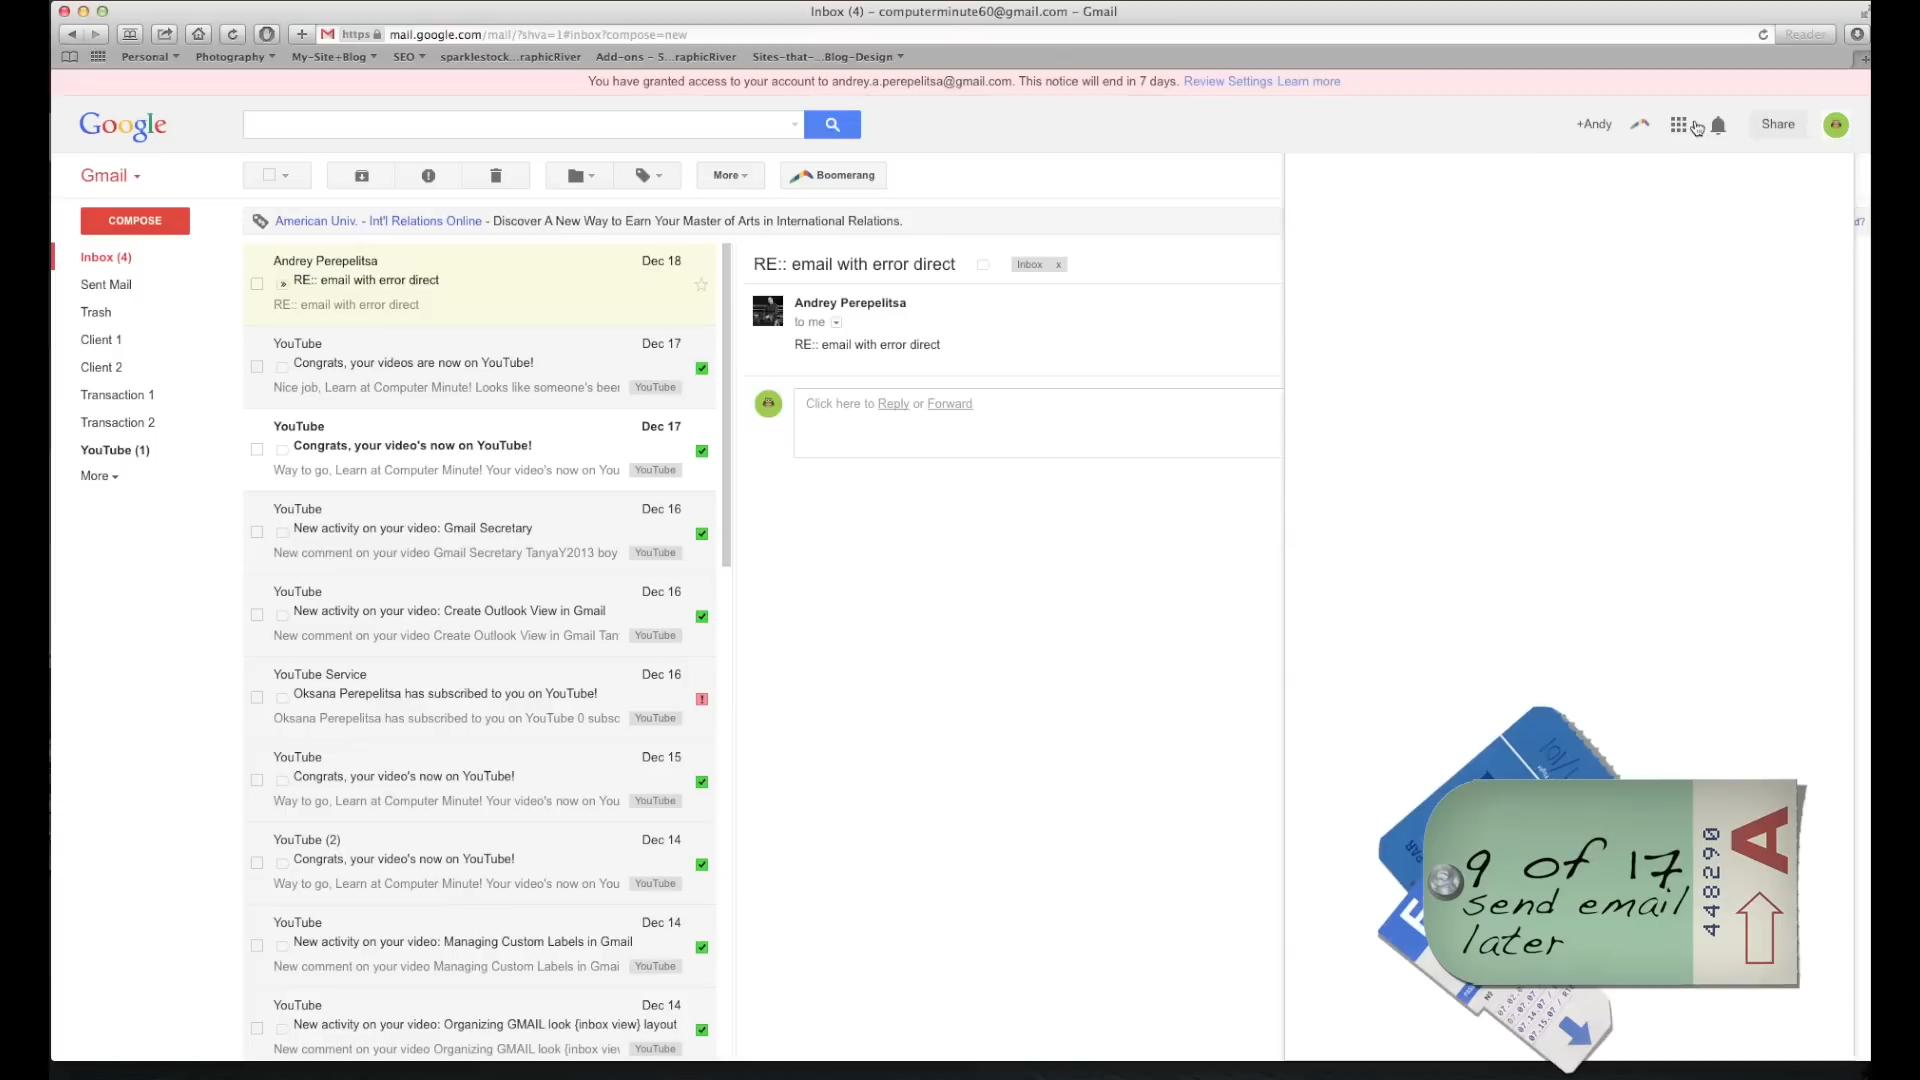 Inbox (4) – computerminute60@gmail.com – Gmail
https mail.google.com/mail/?shva=1#inbox?compose=new
Reader
Personal Photography My-Site+Blog SEO sparklestock...raphicRiver Add-ons – 5...raphicRiver Sites-that-...Blog-Design
You have granted access to your account to andrey.a.perepelitsa@gmail.com. This notice will end in 7 days. Review Settings Learn more
Google
+Andy
Share
Gmail
More
Boomerang
COMPOSE
Inbox (4)
Sent Mail
Trash
Client 1
Client 2
Transaction 1
Transaction 2
YouTube (1)
More
American Univ. - Int'l Relations Online - Discover A New Way to Earn Your Master of Arts in International Relations.
d?
Andrey Perepelitsa Dec 18
» RE:: email with error direct
RE:: email with error direct
YouTube Dec 17
Congrats, your videos are now on YouTube!
Nice job, Learn at Computer Minute! Looks like someone's beer YouTube
YouTube Dec 17
Congrats, your video's now on YouTube!
Way to go, Learn at Computer Minute! Your video's now on You YouTube
YouTube Dec 16
New activity on your video: Gmail Secretary
New comment on your video Gmail Secretary TanyaY2013 boy YouTube
YouTube Dec 16
New activity on your video: Create Outlook View in Gmail
New comment on your video Create Outlook View in Gmail Tan YouTube
YouTube Service Dec 16
Oksana Perepelitsa has subscribed to you on YouTube!
Oksana Perepelitsa has subscribed to you on YouTube 0 subsc YouTube
YouTube Dec 15
Congrats, your video's now on YouTube!
Way to go, Learn at Computer Minute! Your video's now on You YouTube
YouTube (2) Dec 14
Congrats, your video's now on YouTube!
Way to go, Learn at Computer Minute! Your video's now on You YouTube
YouTube Dec 14
New activity on your video: Managing Custom Labels in Gmail
New comment on your video Managing Custom Labels in Gmai YouTube
YouTube Dec 14
New activity on your video: Organizing GMAIL look {inbox view} layout
New comment on your video Organizing GMAIL look {inbox viev YouTube
RE:: email with error direct Inbox x
Andrey Perepelitsa
to me
RE:: email with error direct
Click here to Reply or Forward
9 of 17
send email
later
448290
A